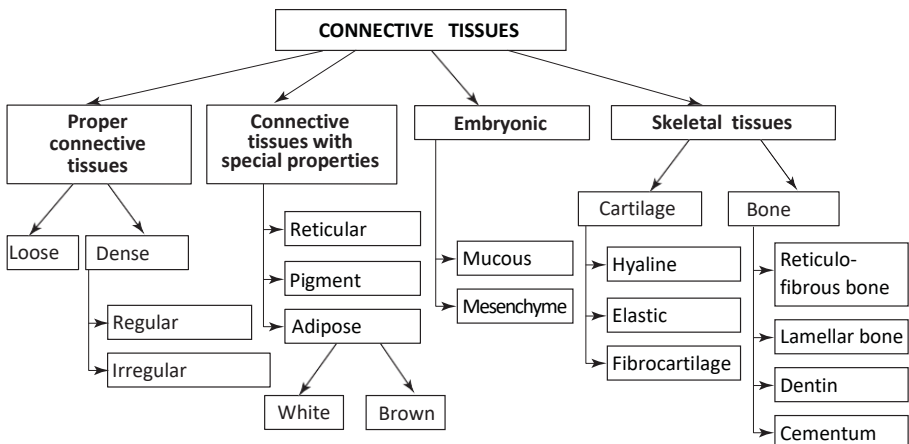 CONNECTIVE TISSUES
Proper
connective
tissues
Loose
Dense
Regular
Irregular
Connective
tissues with
special properties
Reticular
Pigment
Adipose
White
Brown
Embryonic
Mucous
Mesenchyme
Skeletal tissues
Cartilage
Hyaline
Elastic
Fibrocartilage
Bone
Reticulo-
fibrous bone
Lamellar bone
Dentin
Cementum